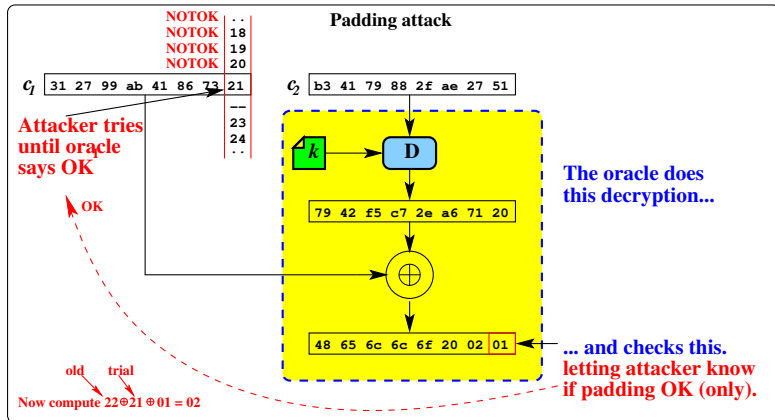 Padding attack
NOTOK ..
NOTOK 18
NOTOK 19
NOTOK 20
c1 31 27 99 ab 41 86 73 21
c2 b3 41 79 88 2f ae 27 51
__
23
24
..
Attacker tries
until oracle
says OK
k
D
The oracle does
this decryption...
79 42 f5 c7 2e a6 71 20
OK
⊕
48 65 6c 6c 6f 20 02 01
... and checks this.
letting attacker know
if padding OK (only).
old trial
Now compute 22⊕21⊕01 = 02